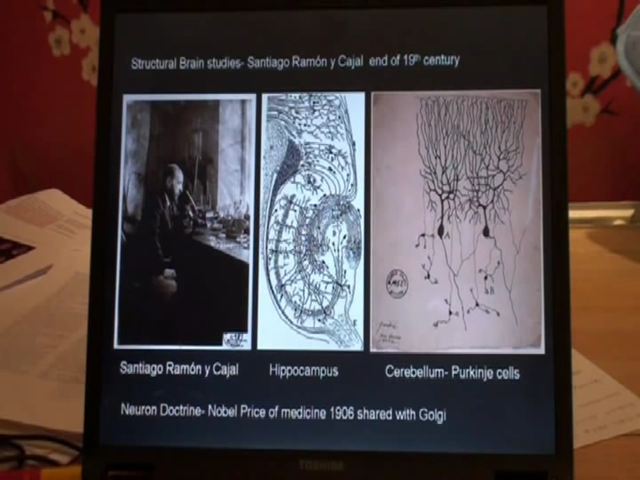 Structural Brain studies- Santiago Ramón y Cajal end of 19th century
A
B
Santiago Ramón y Cajal
Hippocampus
Cerebellum- Purkinje cells
Neuron Doctrine- Nobel Price of medicine 1906 shared with Golgi
TOSHIBA